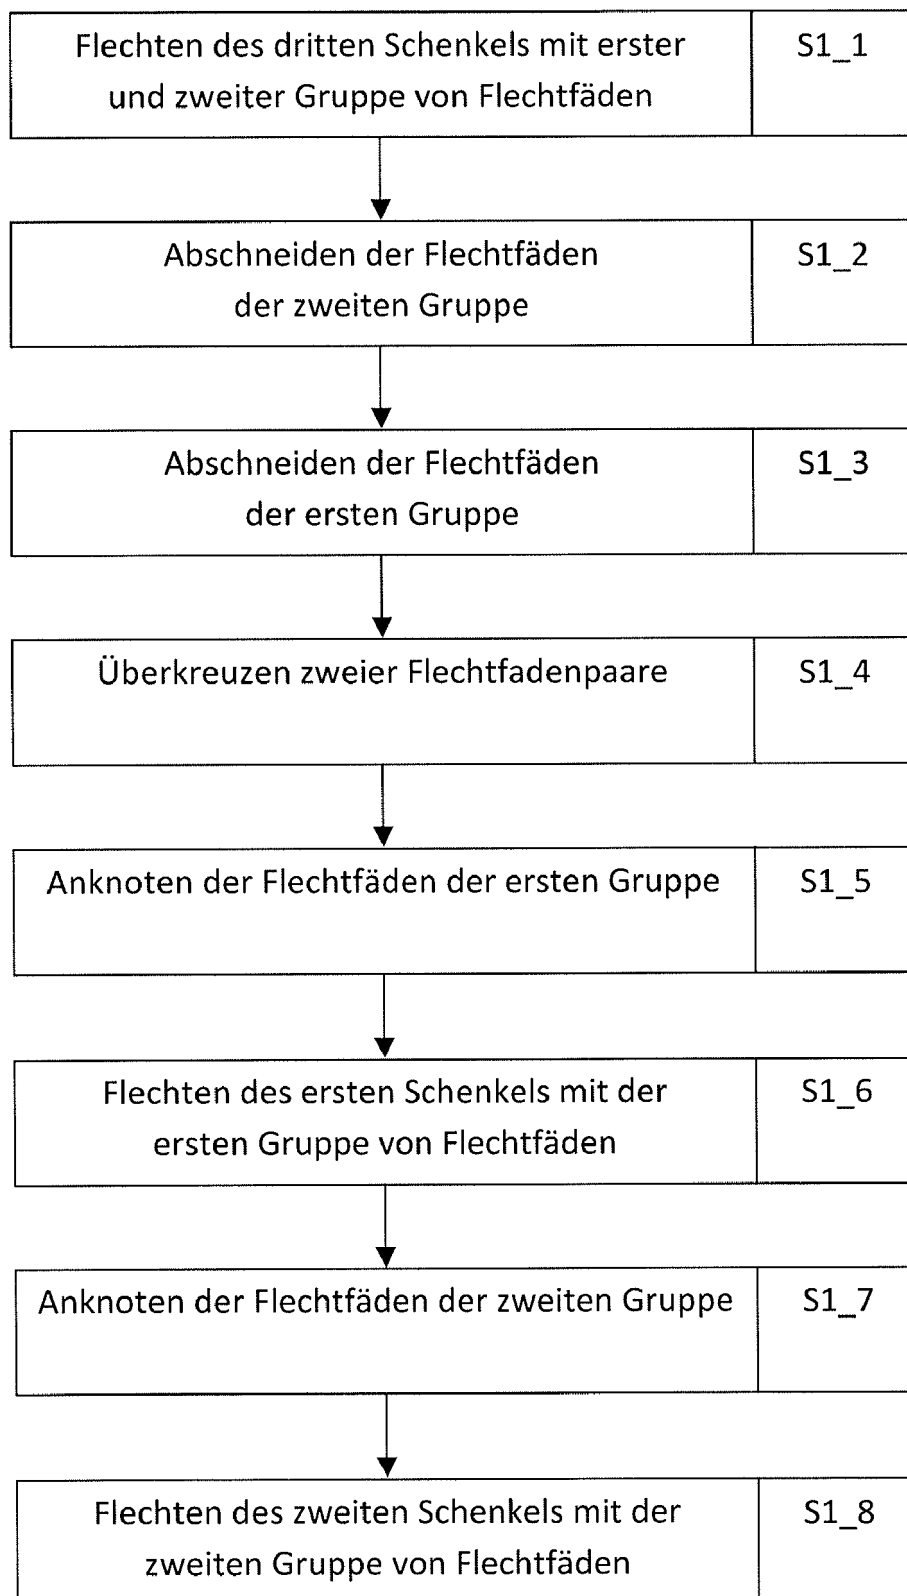 Flechten des dritten Schenkels mit erster
und zweiter Gruppe von Flechtfäden
S1_1
Abschneiden der Flechtfäden
der zweiten Gruppe
S1_2
Abschneiden der Flechtfäden
der ersten Gruppe
S1_3
Überkreuzen zweier Flechtfadenpaare
S1_4
Anknoten der Flechtfäden der ersten Gruppe
S1_5
Flechten des ersten Schenkels mit der
ersten Gruppe von Flechtfäden
S1_6
Anknoten der Flechtfäden der zweiten Gruppe
S1_7
Flechten des zweiten Schenkels mit der
zweiten Gruppe von Flechtfäden
S1_8